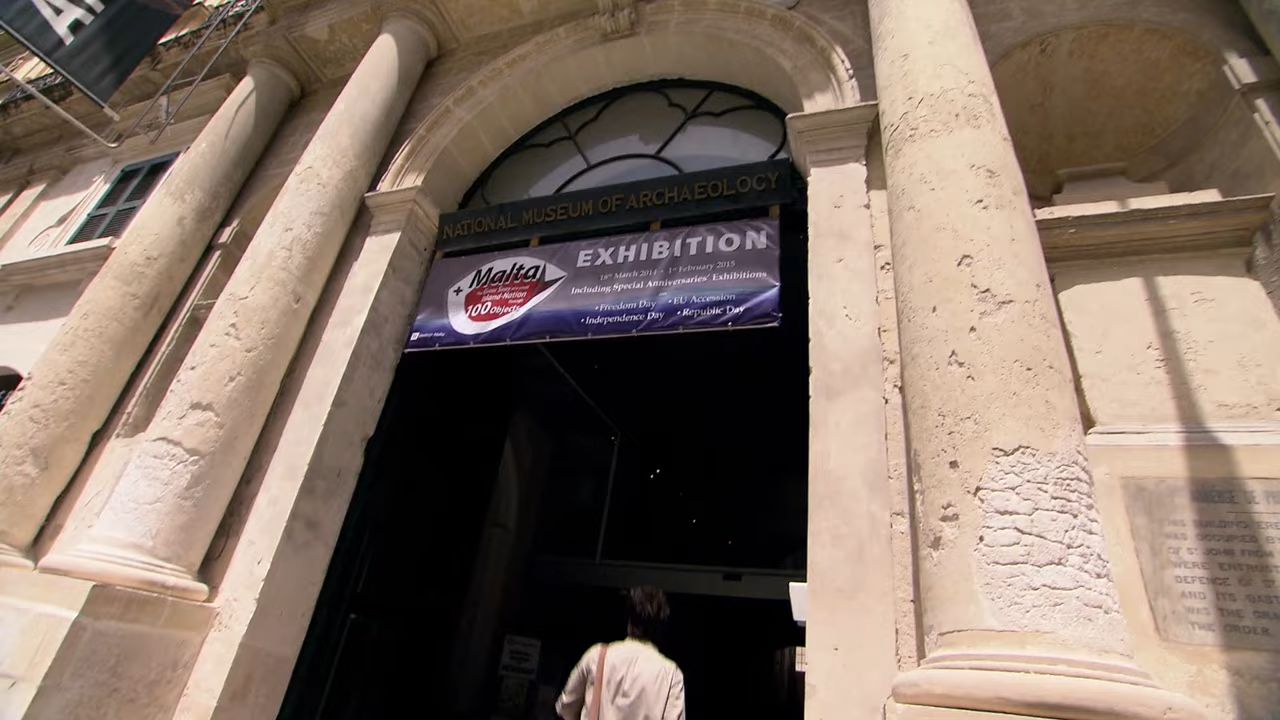 NATIONAL MUSEUM OF ARCHAEOLOGY
EXHIBITION
18th March 2014 - 1st February 2015
Including Special Anniversaries' Exhibitions
• Freedom Day • EU Accession
• Independence Day • Republic Day
+ Malta
Island-Nation
through
100 Objects
THIS BUILDING
WAS OCCUPIED
OF ST JOHN FROM
WERE ENTRUST
DEFENCE OF
AND ITS BAST
WAS THE
THE ORDER